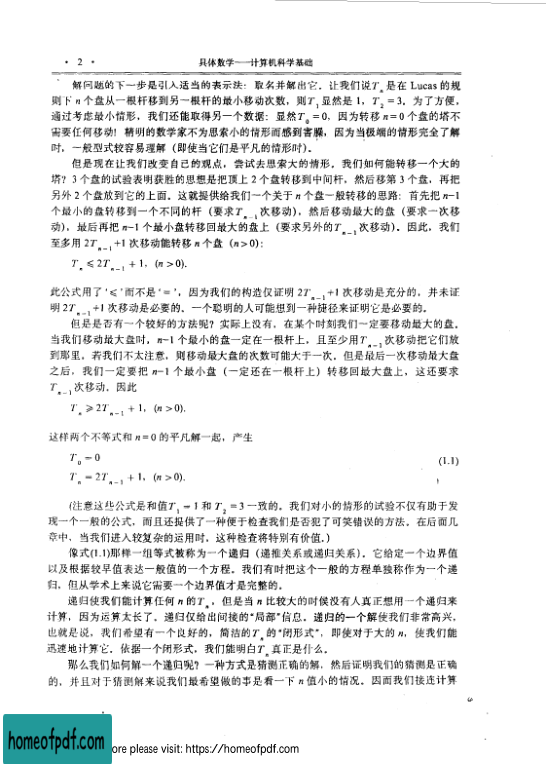 · 2 · 具体数学——计算机科学基础
解问题的下一步是引人适当的表示法: 取名并解出它. 让我们说T_n是在 Lucas 的规
则下 n 个盘从一根杆移到另一根杆的最小移动次数, 则T_1显然是 1, T_2=3. 为了方便,
通过考虑最小情形, 我们还能取得另一个数据: 显然T_0=0, 因为转移 n=0 个盘的塔不
需要任何移动! 精明的数学家不为思索小的情形而感到害臊, 因为当极端的情形完全了解
时, 一般型式较容易理解 (即使当它们是平凡的情形时).
但是现在让我们改变自己的观点, 尝试去思索大的情形. 我们如何能转移一个大的
塔? 3 个盘的试验表明获胜的思想是把顶上 2 个盘转移到中间杆, 然后移第 3 个盘, 再把
另外 2 个盘放到它的上面. 这就提供给我们一个关于 n 个盘一般转移的思路: 首先把 n−1
个最小的盘转移到一个不同的杆 (要求T_{n−1}次移动), 然后移动最大的盘 (要求一次移
动), 最后再把 n−1 个最小盘转移回最大的盘上 (要求另外的T_{n−1}次移动). 因此, 我们
至多用 2T_{n−1}+1 次移动能转移 n 个盘 (n>0):
T_n ⩽ 2T_{n−1} + 1, (n > 0).
此公式用了‘⩽’而不是‘=’, 因为我们的构造仅证明 2T_{n−1}+1 次移动是充分的, 并未证
明 2T_{n−1}+1 次移动是必要的. 一个聪明的人可能想到一种捷径来证明它是必要的.
但是是否有一个较好的方法呢? 实际上没有. 在某个时刻我们一定要移动最大的盘.
当我们移动最大盘时, n−1 个最小的盘一定在一根杆上, 且至少用T_{n−1}次移动把它们放
到那里. 若我们不太注意, 则移动最大盘的次数可能大于一次. 但是最后一次移动最大盘
之后, 我们一定要把 n−1 个最小盘 (一定还在一根杆上) 转移回最大盘上, 这还要求
T_{n−1}次移动. 因此
T_n ⩾ 2T_{n−1} + 1, (n > 0).
这样两个不等式和 n = 0 的平凡解一起, 产生
T_0 = 0 (1.1)
T_n = 2T_{n−1} + 1, (n > 0).
(注意这些公式是和值T_1 = 1 和 T_2 = 3 一致的. 我们对小的情形的试验不仅有助于发
现一个一般的公式, 而且还提供了一种便于检查我们是否犯了可笑错误的方法. 在后面几
章中, 当我们进入较复杂的运用时, 这种检查将特别有价值.)
像式(1.1)那样一组等式被称为一个递归 (递推关系或递归关系). 它给定一个边界值
以及根据较早值表达一般值的一个方程. 我们有时把这个一般的方程单独称作为一个递
归, 但从学术上来说它需要一个边界值才是完整的.
递归使我们能计算任何 n 的T_n, 但是当 n 比较大的时候没有人真正想用一个递来
计算, 因为运算太长了. 递归仅给出间接的“局部”信息. 递归的一个解使我们非常高兴.
也就是说, 我们希望有一个良好的, 简洁的T_n的“闭形式”, 即使对于大的 n, 使我们能
迅速地计算它. 依据一个闭形式, 我们能明白T_n真正是什么.
那么我们如何解一个递归呢? 一种方式是猜测正确的解, 然后证明我们的猜测是正确
的, 并且对于猜测解来说我们最希望做的事是看一下 n 值小的情况. 因而我们接连计算
homeofpdf.com
ore please visit: https://homeofpdf.com